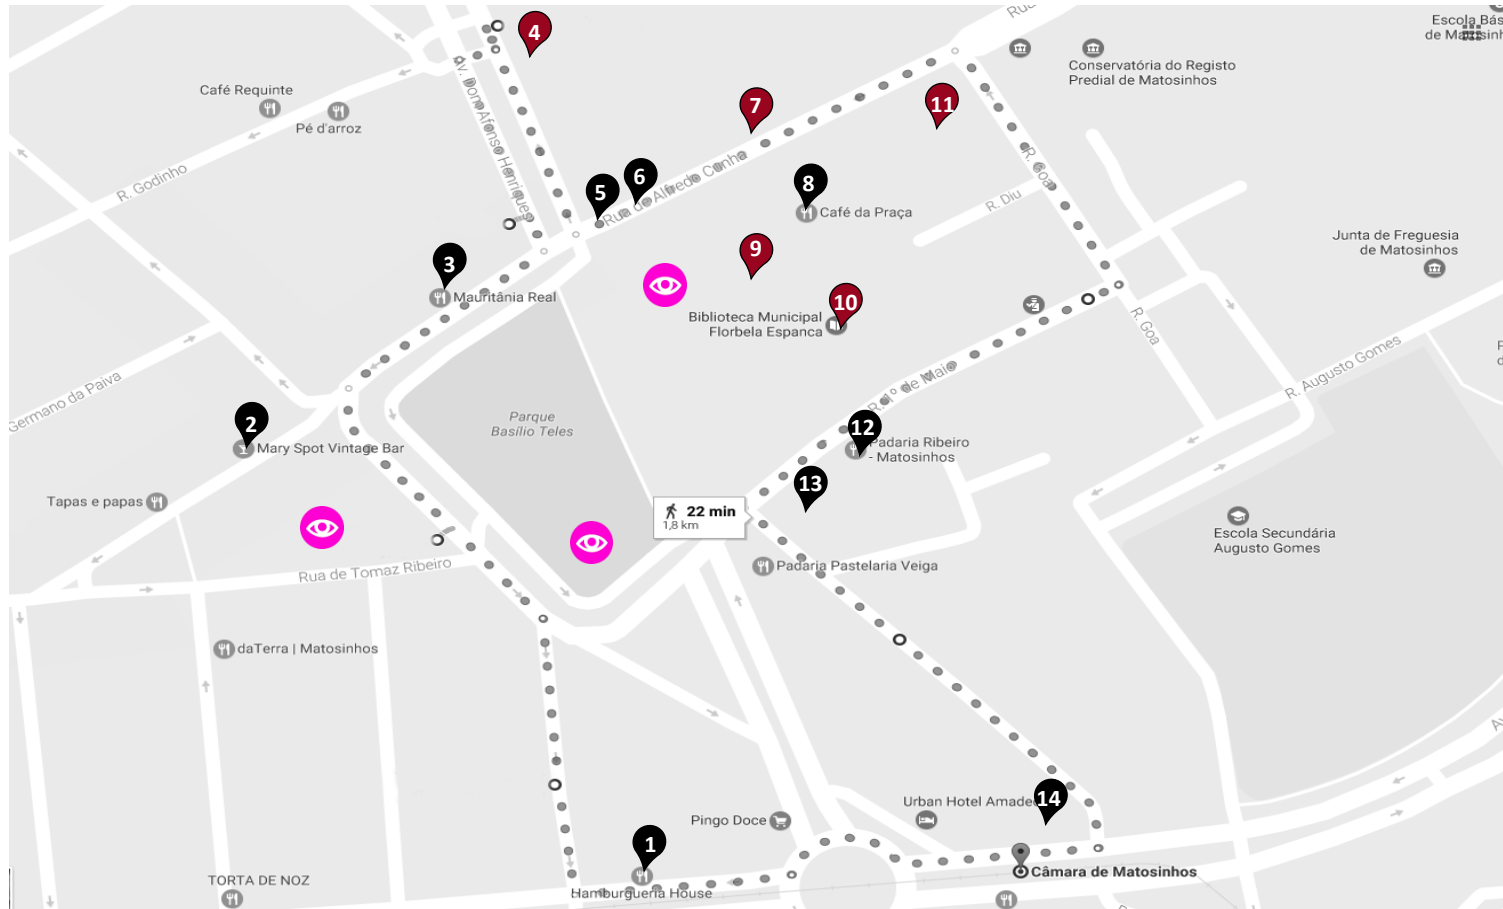 Rua
Escola Bás
de Matosinh
4
Conservatória do Registo
Predial de Matosinhos
Café Requinte
Pé d'arroz
Av. Dom Afonso Henriques
7
11
R. Godinho
R. Goa
5
6
Rua de Alfredo Cunha
8
Café da Praça
R. Diu
Junta de Freguesia
de Matosinhos
3
Mauritânia Real
9
10
Biblioteca Municipal
Florbela Espanca
R. Goa
R. Augusto Gomes
Germano da Paiva
R. 1º de Maio
Parque
Basílio Teles
2
Mary Spot Vintage Bar
12
Padaria Ribeiro
- Matosinhos
13
Tapas e papas
22 min
1,8 km
Escola Secundária
Augusto Gomes
Rua de Tomaz Ribeiro
Padaria Pastelaria Veiga
daTerra | Matosinhos
Urban Hotel Amade
14
Pingo Doce
1
Câmara de Matosinhos
TORTA DE NOZ
Hamburgueria House